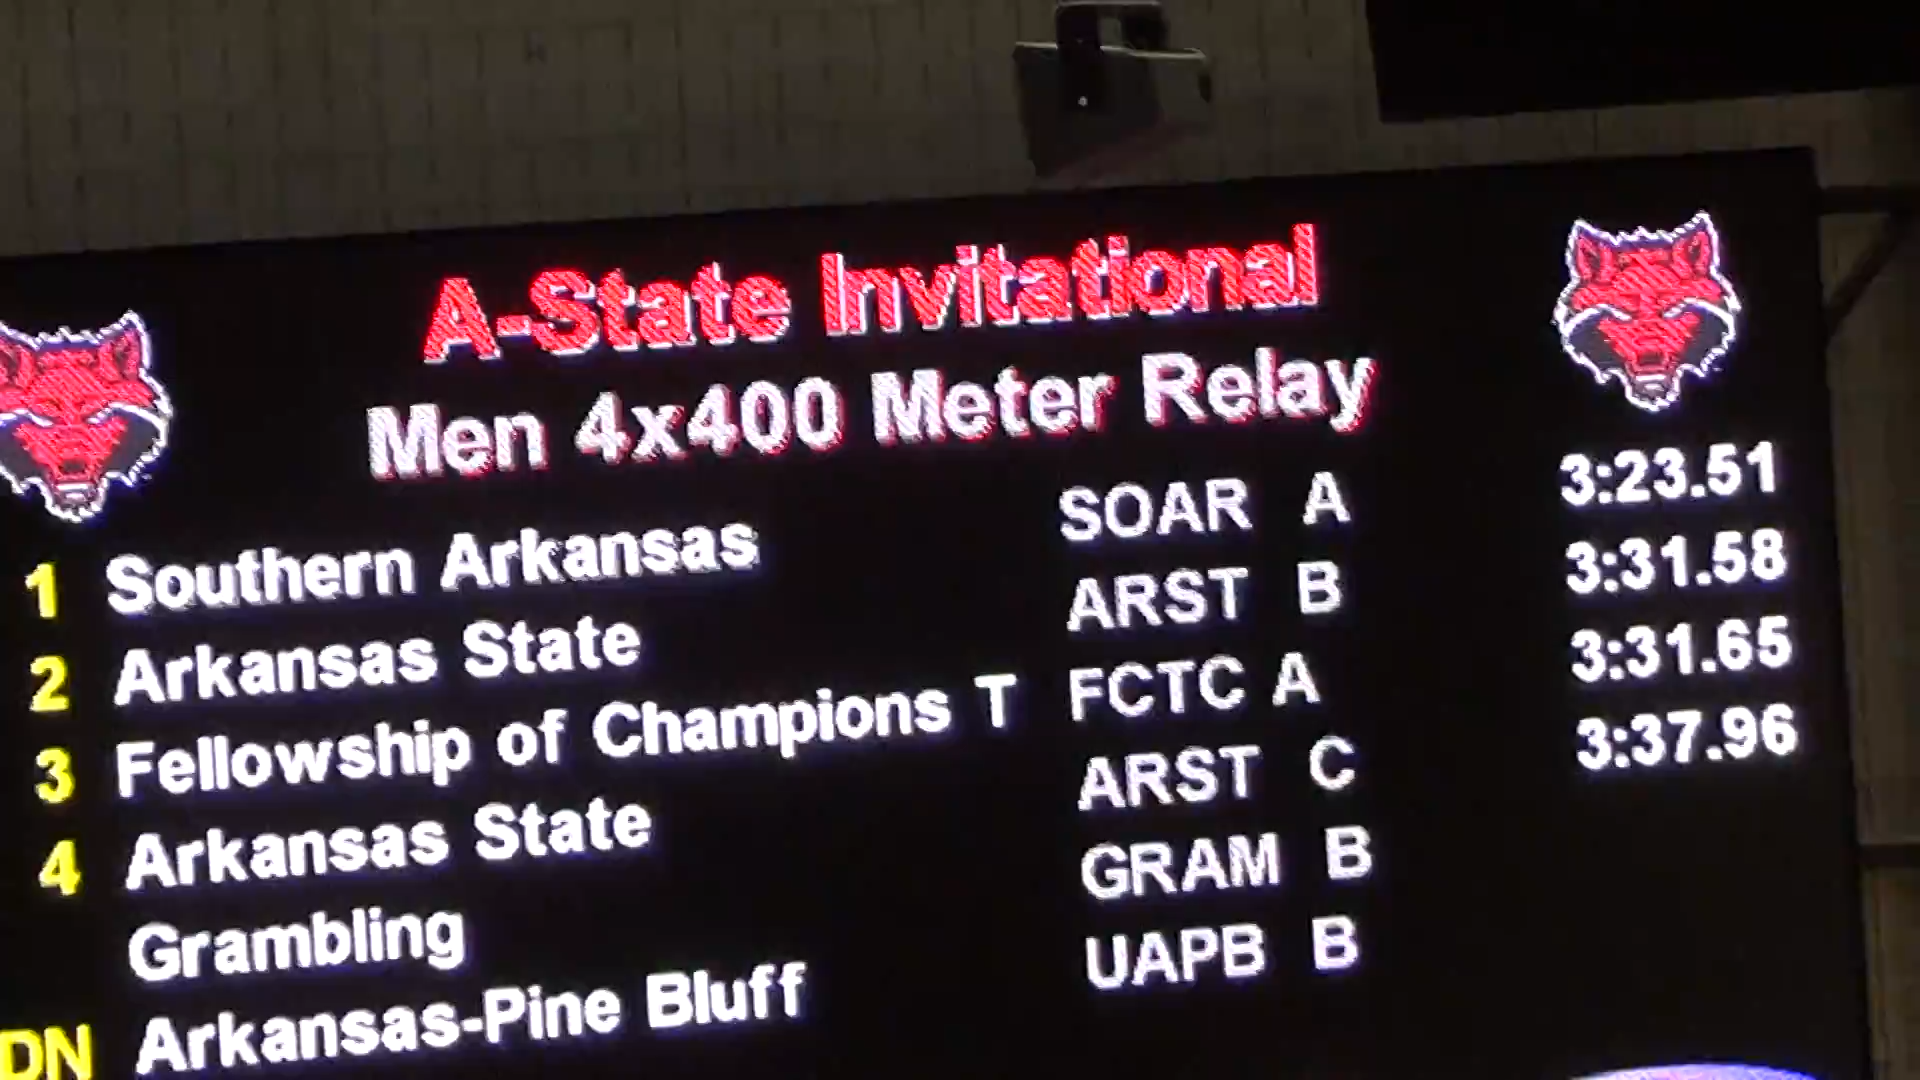 A-State Invitational
Men 4x400 Meter Relay
1 Southern Arkansas SOAR A 3:23.51
2 Arkansas State ARST B 3:31.58
3 Fellowship of Champions T FCTC A 3:31.65
4 Arkansas State ARST C 3:37.96
Grambling GRAM B
DN Arkansas-Pine Bluff UAPB B